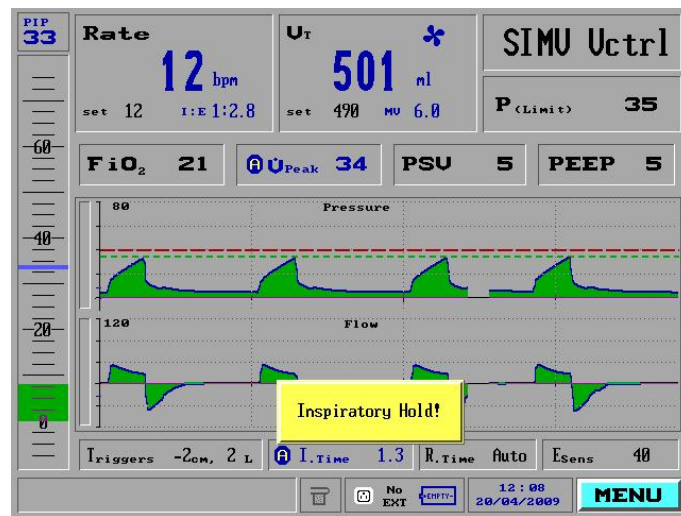 PIP
33
Rate
12 bpm
set 12 I:E 1:2.8
VT
501 ml
set 490 MV 6.0
SIMV Vctrl
P(Limit) 35
FiO2 21
A V̇Peak 34
PSV 5
PEEP 5
60
40
20
0
80 Pressure
120 Flow
Inspiratory Hold!
Triggers -2cm, 2 L
A I.Time 1.3
R.Time Auto
ESens 40
No
EXT
-EMPTY-
12:08
20/04/2009
MENU